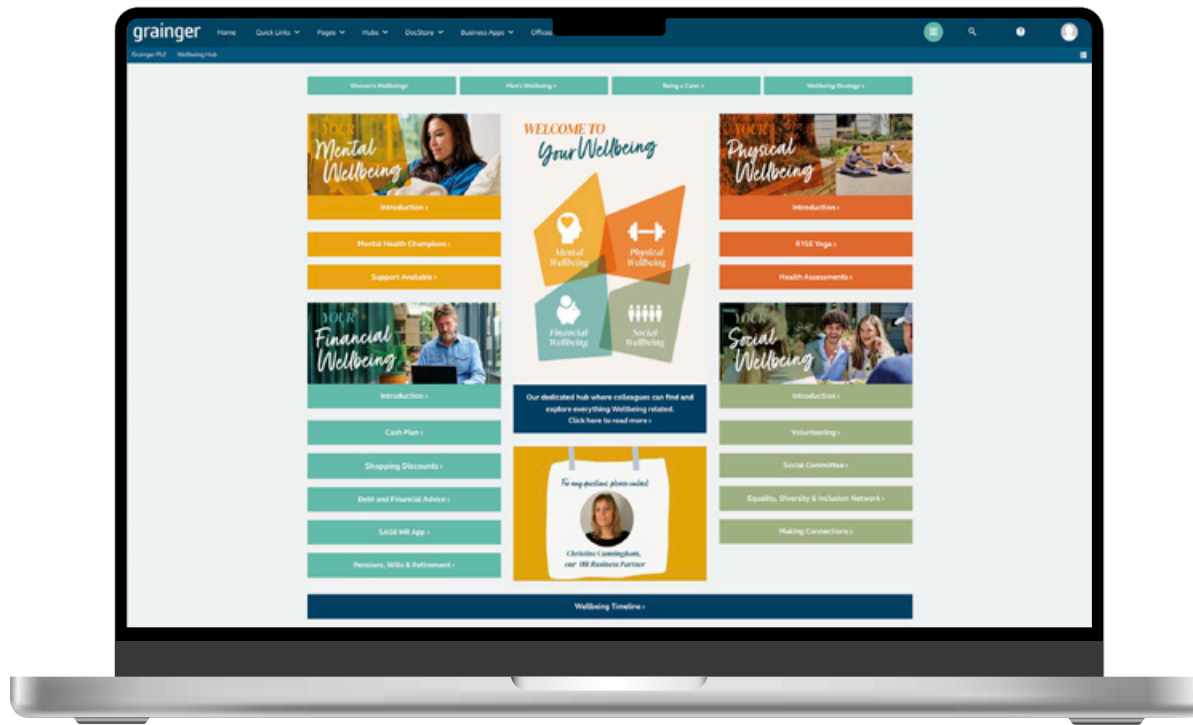 grainger
Home
Quick Links
Pages
Hubs
DocStore
Business Apps
Offices
Grainger PLC
Wellbeing Hub
Women's Wellbeing ›
Men's Wellbeing ›
Being a Carer ›
Wellbeing Strategy ›
YOUR
Mental
Wellbeing
Introduction ›
Mental Health Champions ›
Support Available ›
YOUR
Financial
Wellbeing
Introduction ›
Cash Plan ›
Shopping Discounts ›
Debt and Financial Advice ›
SAGE HR App ›
Pensions, Wills & Retirement ›
WELCOME TO
Your Wellbeing
Mental
Wellbeing
Physical
Wellbeing
Financial
Wellbeing
Social
Wellbeing
Our dedicated hub where colleagues can find and
explore everything Wellbeing related.
Click here to read more ›
For any questions, please contact
Christine Cunningham,
our HR Business Partner
YOUR
Physical
Wellbeing
Introduction ›
R1SE Yoga ›
Health Assessments ›
YOUR
Social
Wellbeing
Introduction ›
Volunteering ›
Social Committee ›
Equality, Diversity & Inclusion Network ›
Making Connections ›
Wellbeing Timeline ›